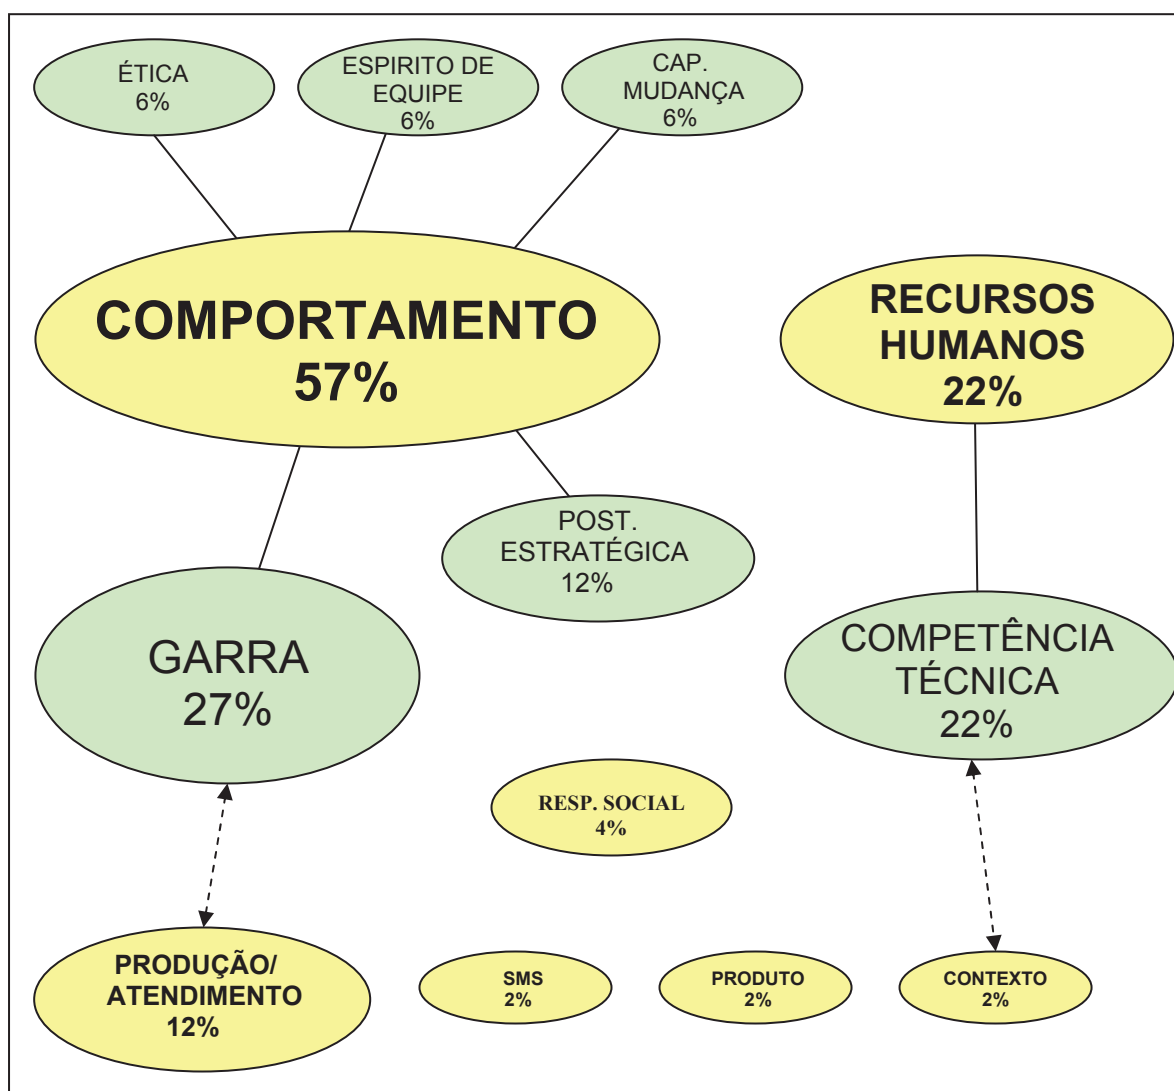 ÉTICA
6%
ESPIRITO DE
EQUIPE
6%
CAP.
MUDANÇA
6%
COMPORTAMENTO
57%
RECURSOS
HUMANOS
22%
POST.
ESTRATÉGICA
12%
GARRA
27%
COMPETÊNCIA
TÉCNICA
22%
RESP. SOCIAL
4%
PRODUÇÃO/
ATENDIMENTO
12%
SMS
2%
PRODUTO
2%
CONTEXTO
2%